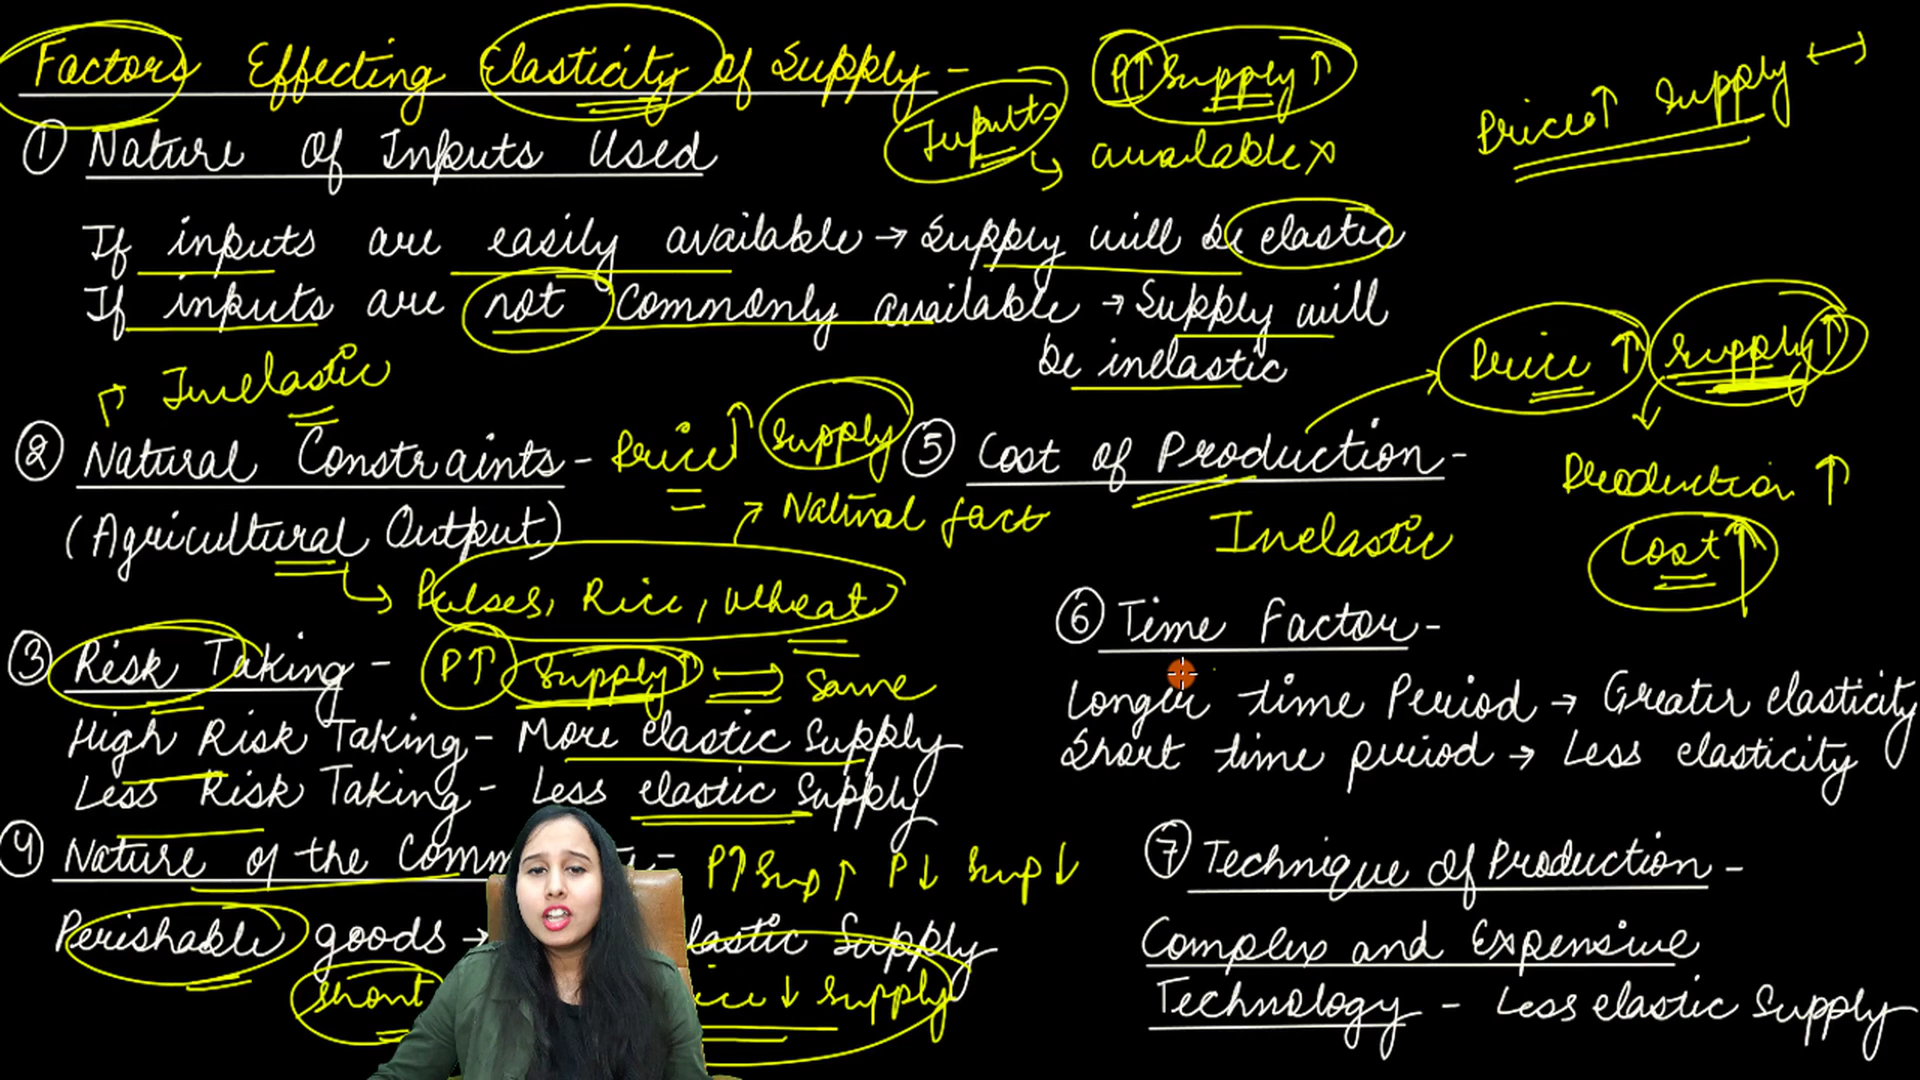 Factors Effecting Elasticity of Supply -
P↑ Supply ↑
Inputs
available x
Price↑ Supply ↔
① Nature Of Inputs Used
If inputs are easily available → Supply will be elastic
If inputs are not Commonly available → Supply will
be inelastic
Inelastic
② Natural Constraints -
Price↑ Supply
(Agricultural Output)
Natural fact
Pulses, Rice, Wheat
③ Risk Taking -
P↑ Supply↑
Same
High Risk Taking - More elastic Supply
Less Risk Taking - Less elastic Supply
④ Nature of the
P↑ Sup↑ P↓ Sup↓
Perishable goods →
Supply
Short
↓ Supply
⑤ Cost of Production -
Price ↑ Supply↑
Inelastic
Production ↑
Cost↑
⑥ Time Factor -
Longer time Period → Greater elasticity
Short time period → Less elasticity
⑦ Technique Of Production -
Complex and Expensive
Technology - Less elastic Supply